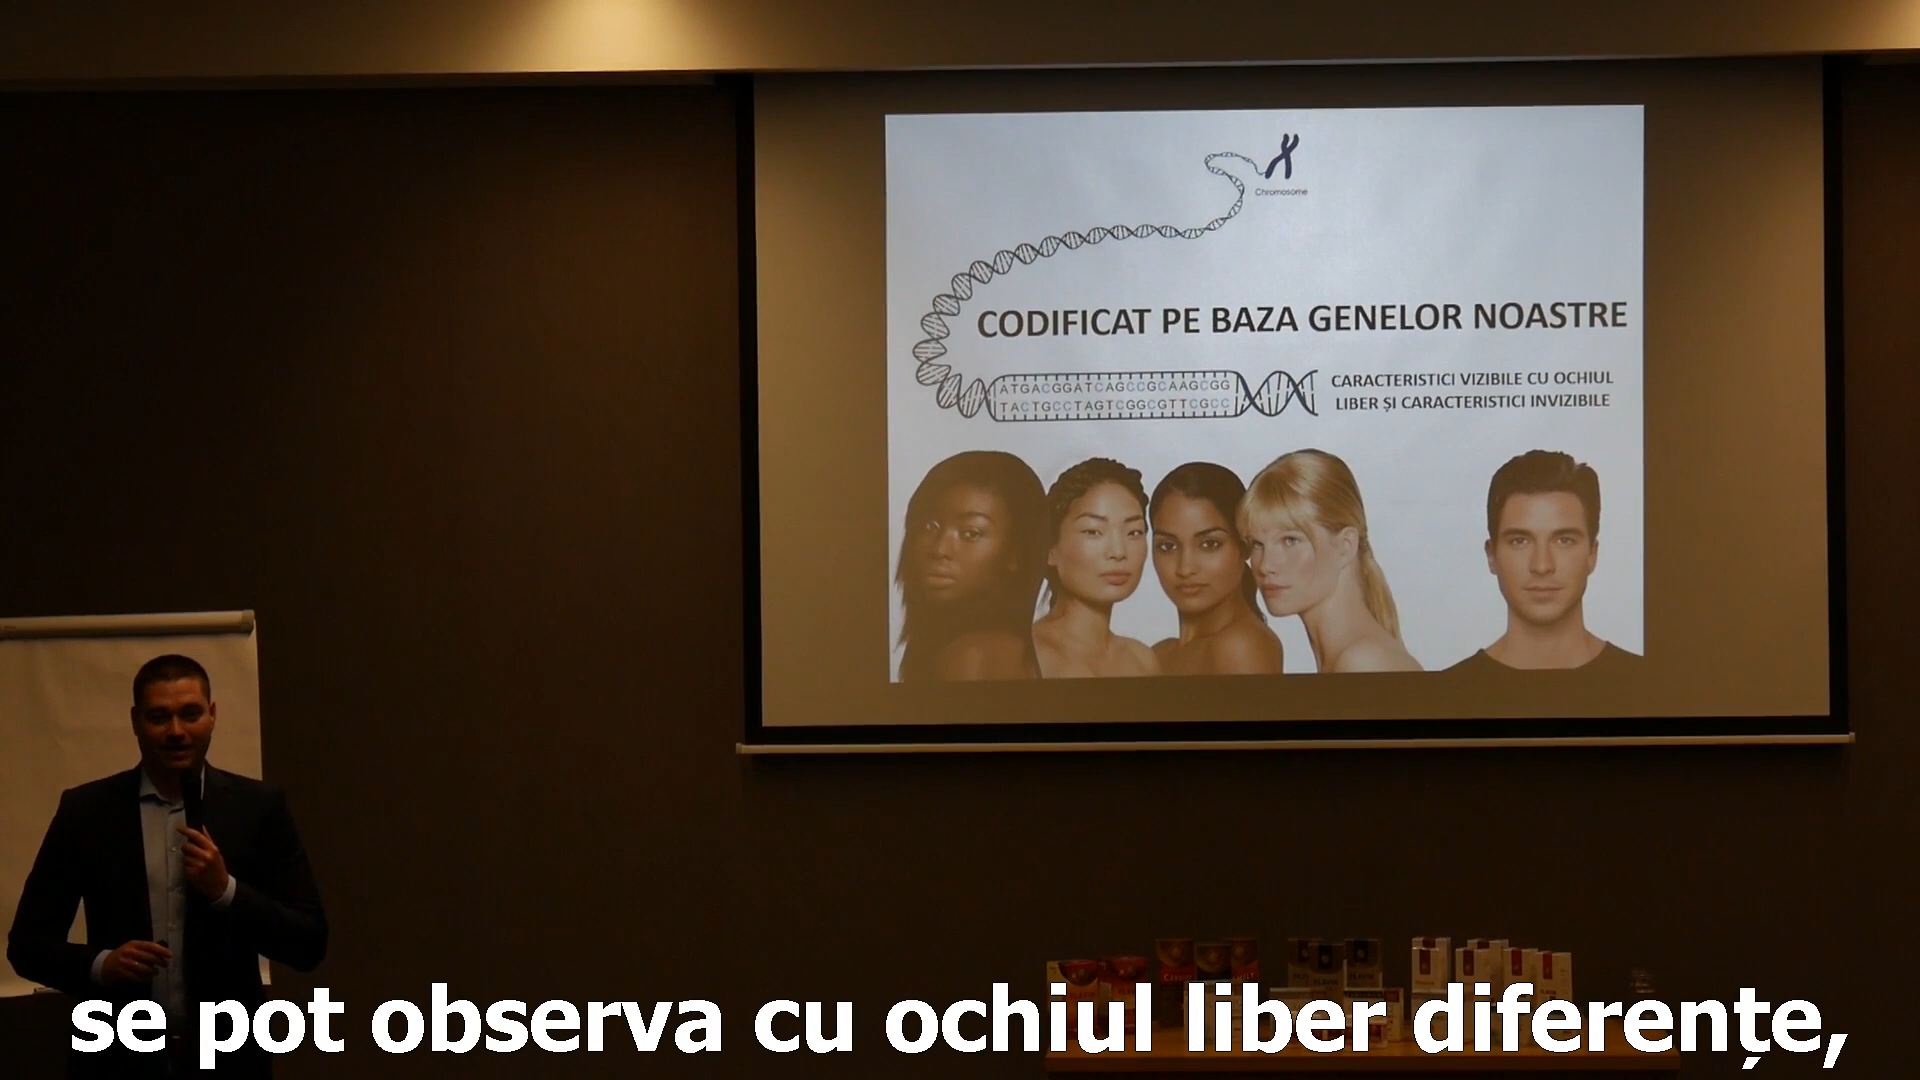 Chromosome
CODIFICAT PE BAZA GENELOR NOASTRE
ATGACGGATCAGCCGCAAGCGG
TACTGCCTAGTCGGCGTTCGCC
CARACTERISTICI VIZIBILE CU OCHIUL
LIBER ȘI CARACTERISTICI INVIZIBILE
se pot observa cu ochiul liber diferențe,